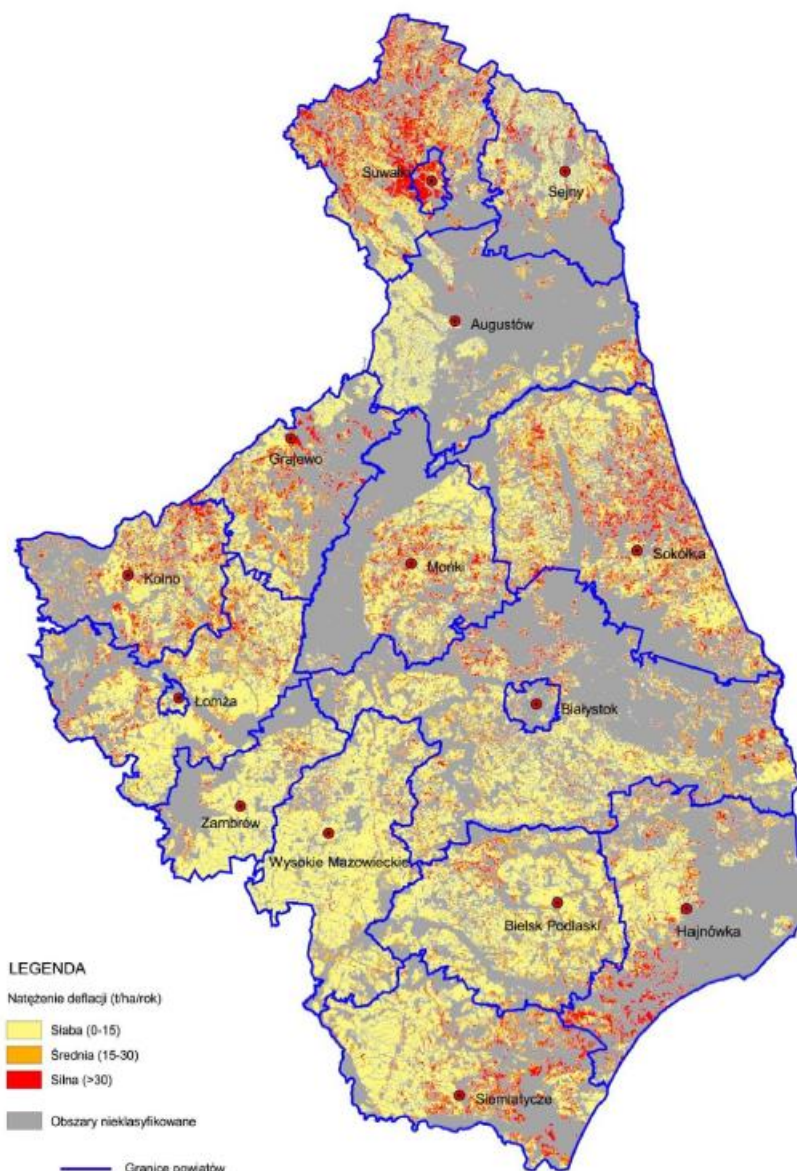 Suwałki
Sejny
Augustów
Grajewo
Sokółka
Mońki
Kolno
Łomża
Białystok
Zambrów
Wysokie Mazowieckie
Bielsk Podlaski
Hajnówka
LEGENDA
Natężenie deflacji (t/ha/rok)
Słaba (0-15)
Średnia (15-30)
Silna (>30)
Siemiatycze
Obszary nieklasyfikowane
Granice powiatów